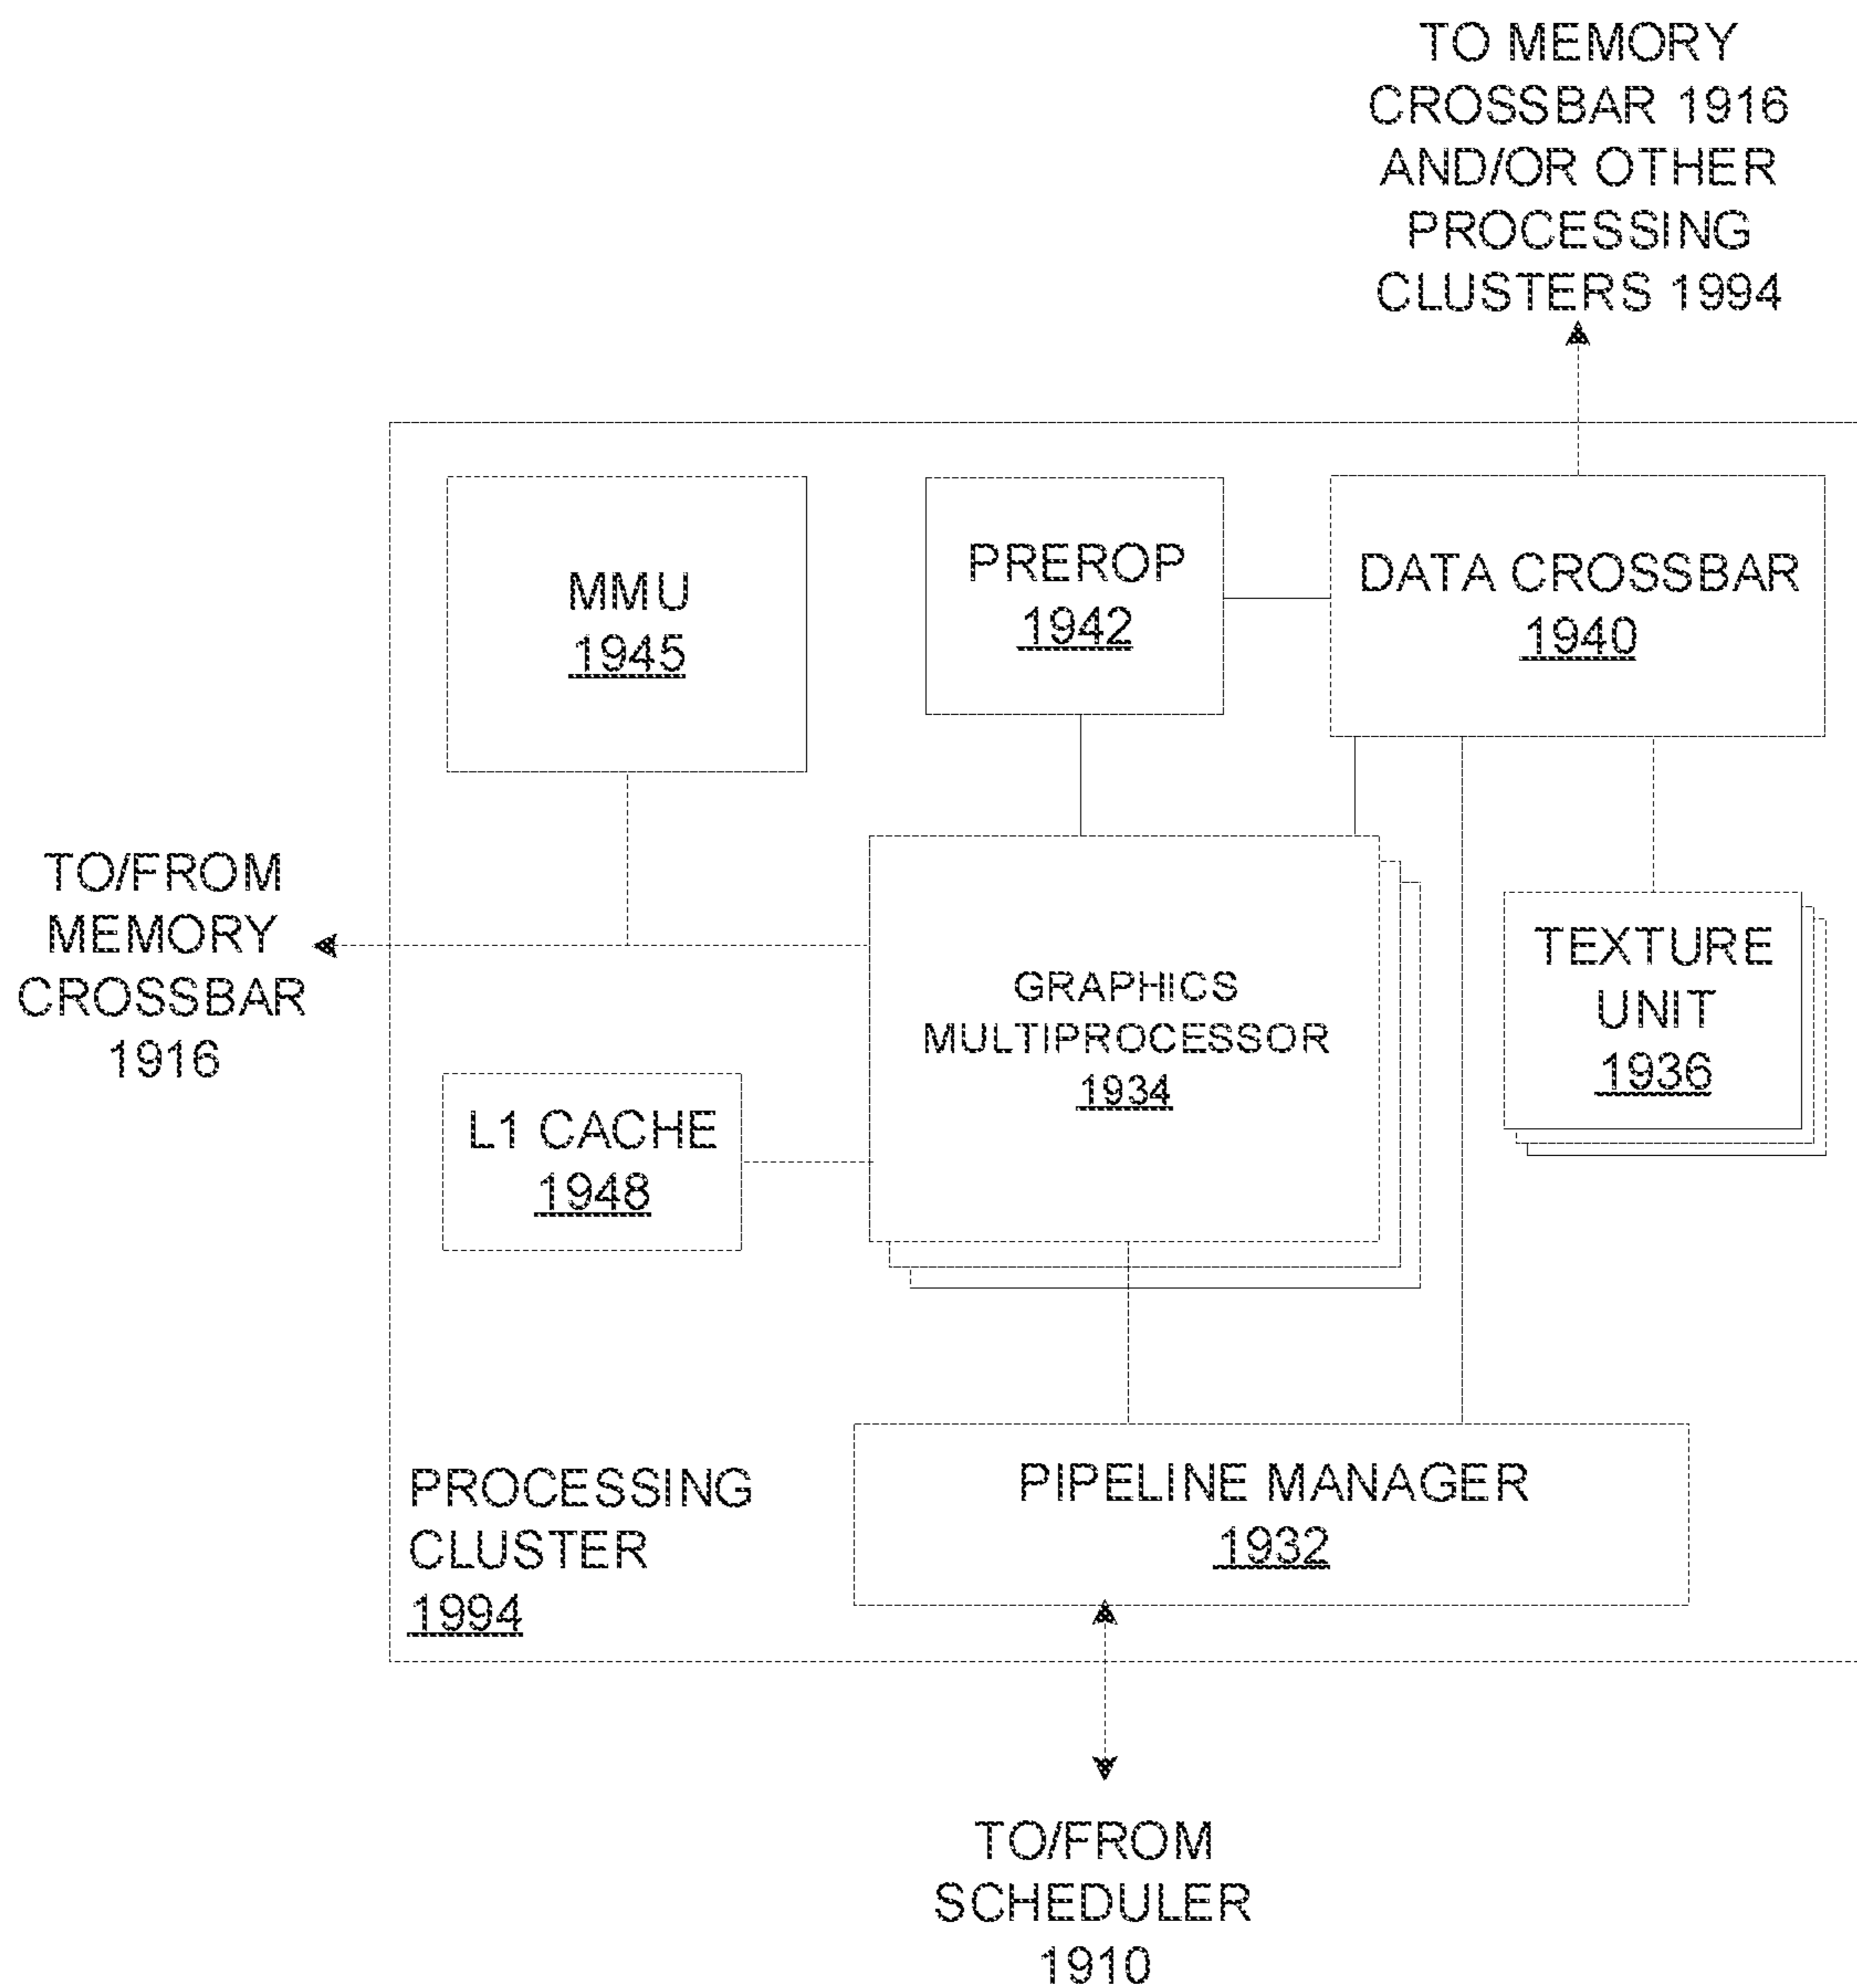 TO MEMORY
CROSSBAR 1916
AND/OR OTHER
PROCESSING
CLUSTERS 1994
MMU
1945
PREROP
1942
DATA CROSSBAR
1940
TO/FROM
MEMORY
CROSSBAR
1916
GRAPHICS
MULTIPROCESSOR
1934
TEXTURE
UNIT
1936
L1 CACHE
1948
PROCESSING
CLUSTER
1994
PIPELINE MANAGER
1932
TO/FROM
SCHEDULER
1910